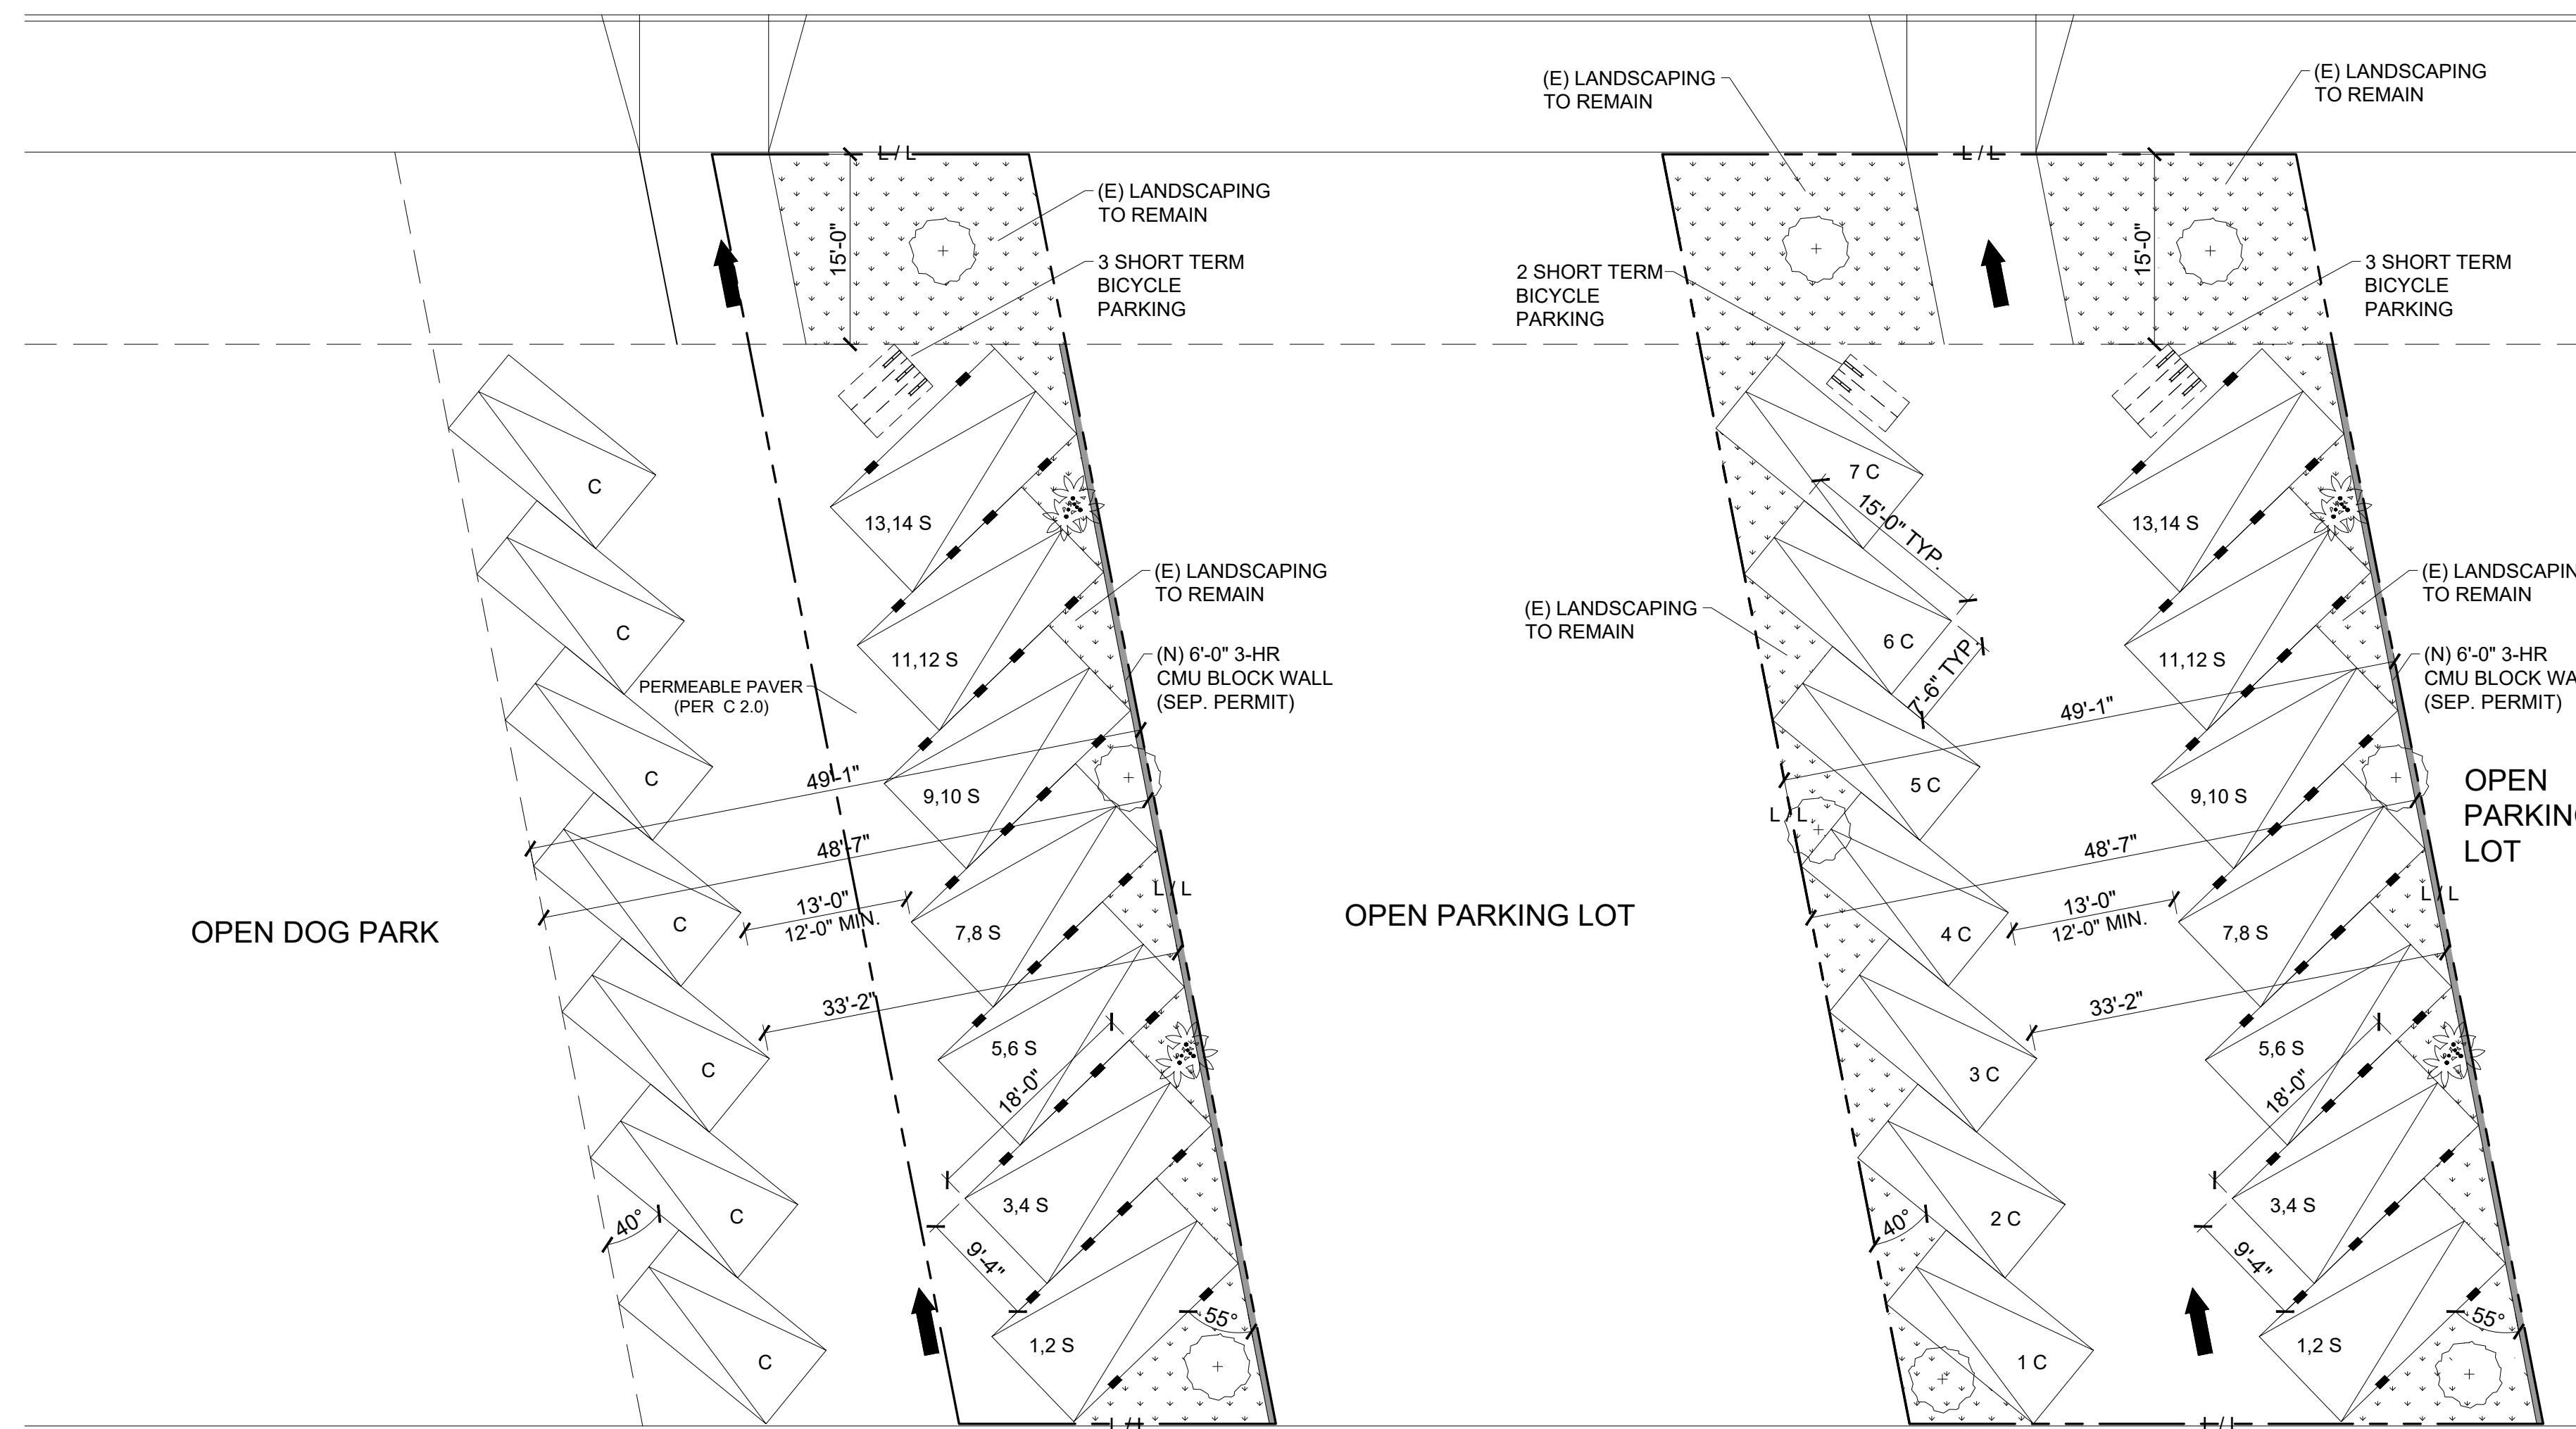 (E) LANDSCAPING
TO REMAIN
(E) LANDSCAPING
TO REMAIN
L / L
L / L
(E) LANDSCAPING
TO REMAIN
15'-0"
15'-0"
3 SHORT TERM
BICYCLE
PARKING
2 SHORT TERM
BICYCLE
PARKING
3 SHORT TERM
BICYCLE
PARKING
C
13,14 S
7 C
15'-0" TYP.
13,14 S
(E) LANDSCAPING
TO REMAIN
(E) LANDSCAPIN
TO REMAIN
(E) LANDSCAPING
TO REMAIN
C
11,12 S
6 C
7'-6" TYP.
11,12 S
(N) 6'-0" 3-HR
CMU BLOCK WALL
(SEP. PERMIT)
(N) 6'-0" 3-HR
CMU BLOCK WA
(SEP. PERMIT)
PERMEABLE PAVER
(PER C 2.0)
49'-1"
49'-1"
C
9,10 S
5 C
9,10 S
OPEN
PARKING
LOT
L / L
48'-7"
48'-7"
L / L
L / L
13'-0"
12'-0" MIN.
13'-0"
12'-0" MIN.
OPEN DOG PARK
C
7,8 S
OPEN PARKING LOT
4 C
7,8 S
33'-2"
33'-2"
C
5,6 S
3 C
5,6 S
18'-0"
18'-0"
40°
C
3,4 S
40°
2 C
3,4 S
9'-4"
9'-4"
55°
55°
C
1,2 S
1 C
1,2 S
L / L
L / L